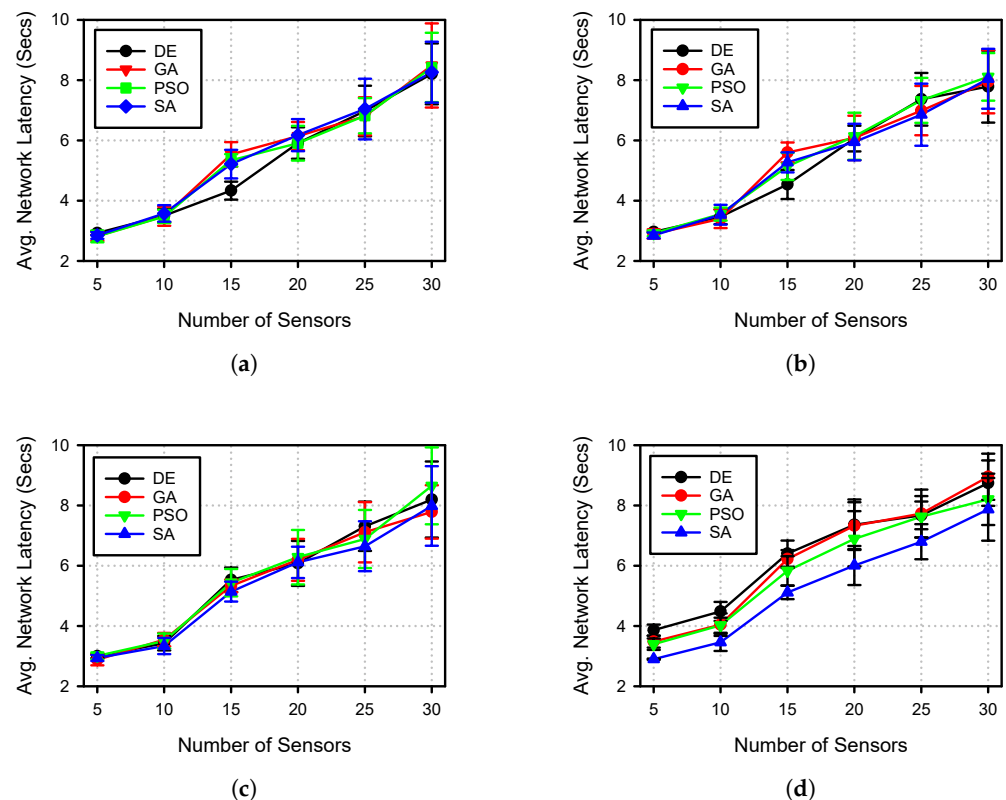 Avg. Network Latency (Secs)
10
8
6
4
2
DE
GA
PSO
SA
5 10 15 20 25 30
Number of Sensors
(a)
Avg. Network Latency (Secs)
10
8
6
4
2
DE
GA
PSO
SA
5 10 15 20 25 30
Number of Sensors
(b)
Avg. Network Latency (Secs)
10
8
6
4
2
DE
GA
PSO
SA
5 10 15 20 25 30
Number of Sensors
(c)
Avg. Network Latency (Secs)
10
8
6
4
2
DE
GA
PSO
SA
5 10 15 20 25 30
Number of Sensors
(d)